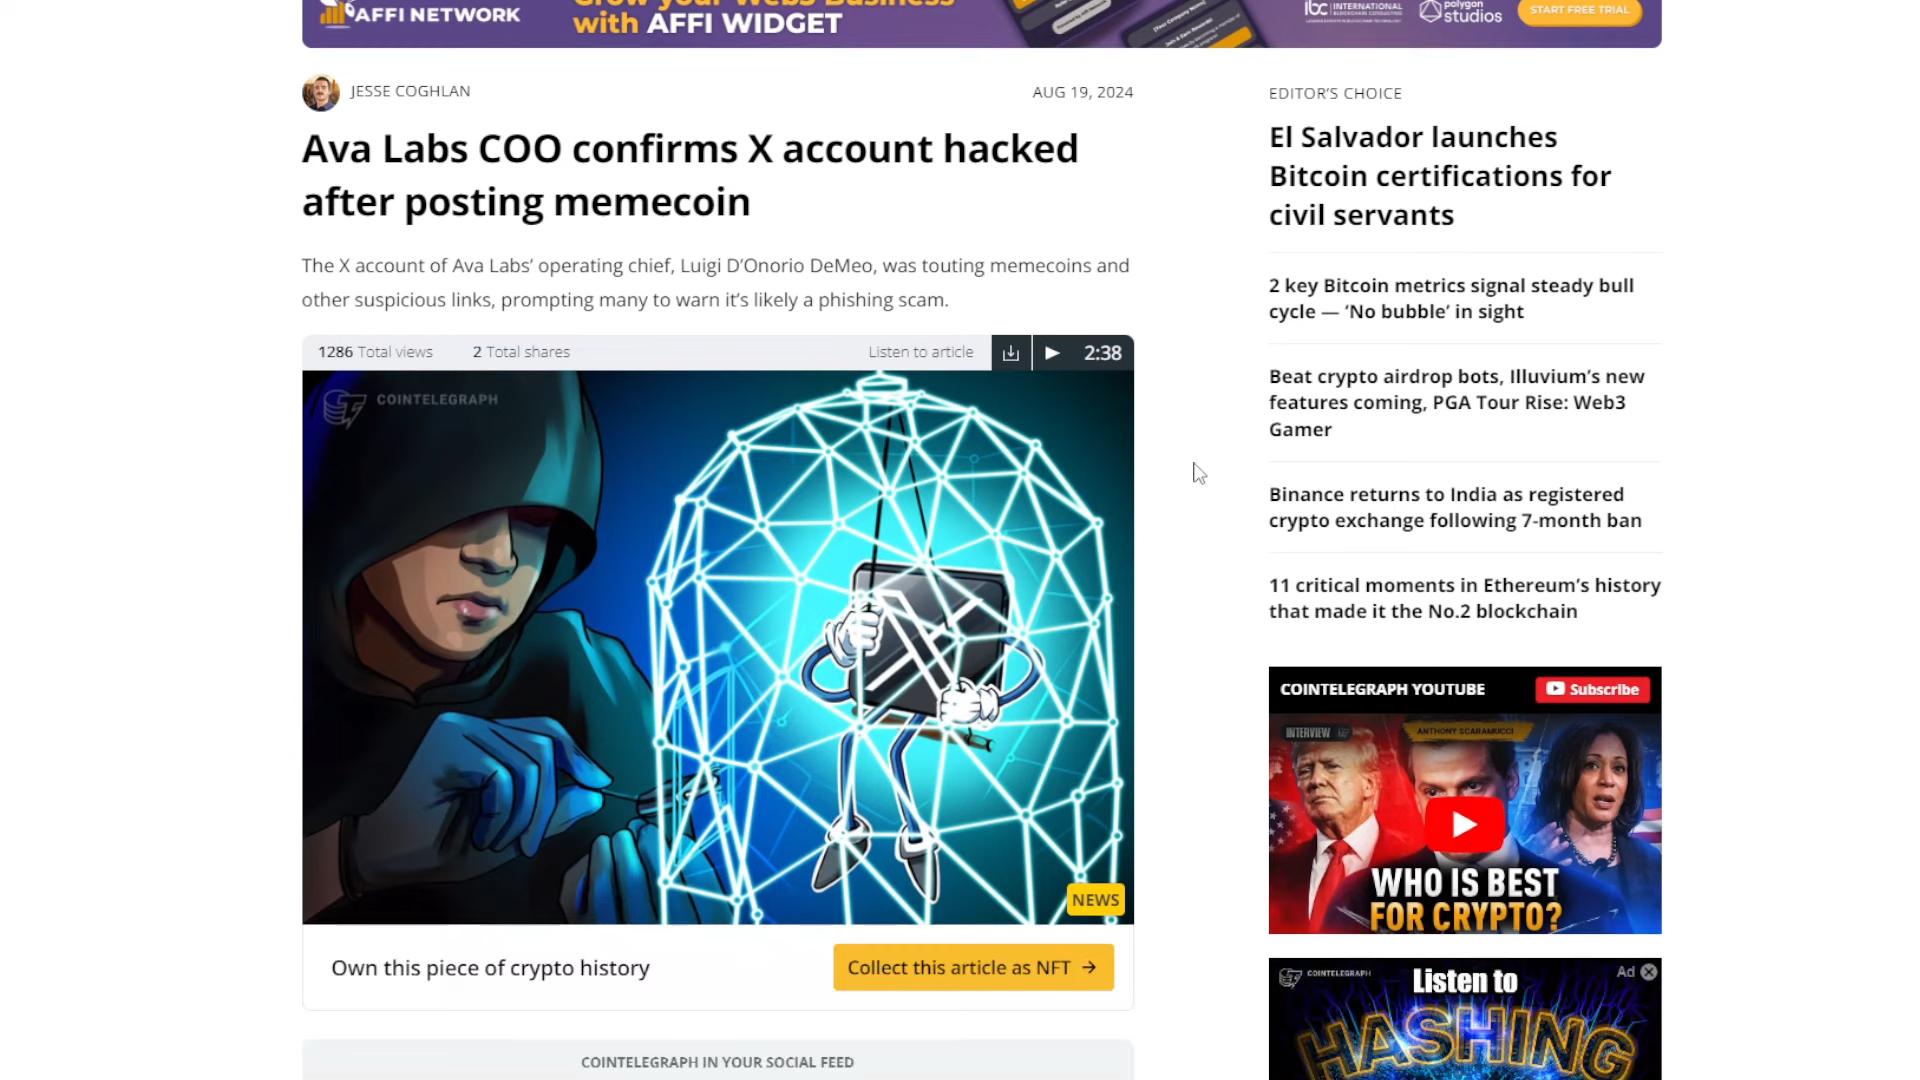 AFFI NETWORK
Grow your Web3 Business
with AFFI WIDGET
ibc INTERNATIONAL
BLOCKCHAIN CONSULTING
polygon
studios
START FREE TRIAL
JESSE COGHLAN
AUG 19, 2024
Ava Labs COO confirms X account hacked
after posting memecoin
The X account of Ava Labs’ operating chief, Luigi D’Onorio DeMeo, was touting memecoins and
other suspicious links, prompting many to warn it’s likely a phishing scam.
1286 Total views
2 Total shares
Listen to article
2:38
COINTELEGRAPH
NEWS
Own this piece of crypto history
Collect this article as NFT →
COINTELEGRAPH IN YOUR SOCIAL FEED
EDITOR’S CHOICE
El Salvador launches
Bitcoin certifications for
civil servants
2 key Bitcoin metrics signal steady bull
cycle — ‘No bubble’ in sight
Beat crypto airdrop bots, Illuvium’s new
features coming, PGA Tour Rise: Web3
Gamer
Binance returns to India as registered
crypto exchange following 7-month ban
11 critical moments in Ethereum’s history
that made it the No.2 blockchain
COINTELEGRAPH YOUTUBE
Subscribe
INTERVIEW
ANTHONY SCARAMUCCI
WHO IS BEST
FOR CRYPTO?
COINTELEGRAPH
Ad
Listen to
HASHING